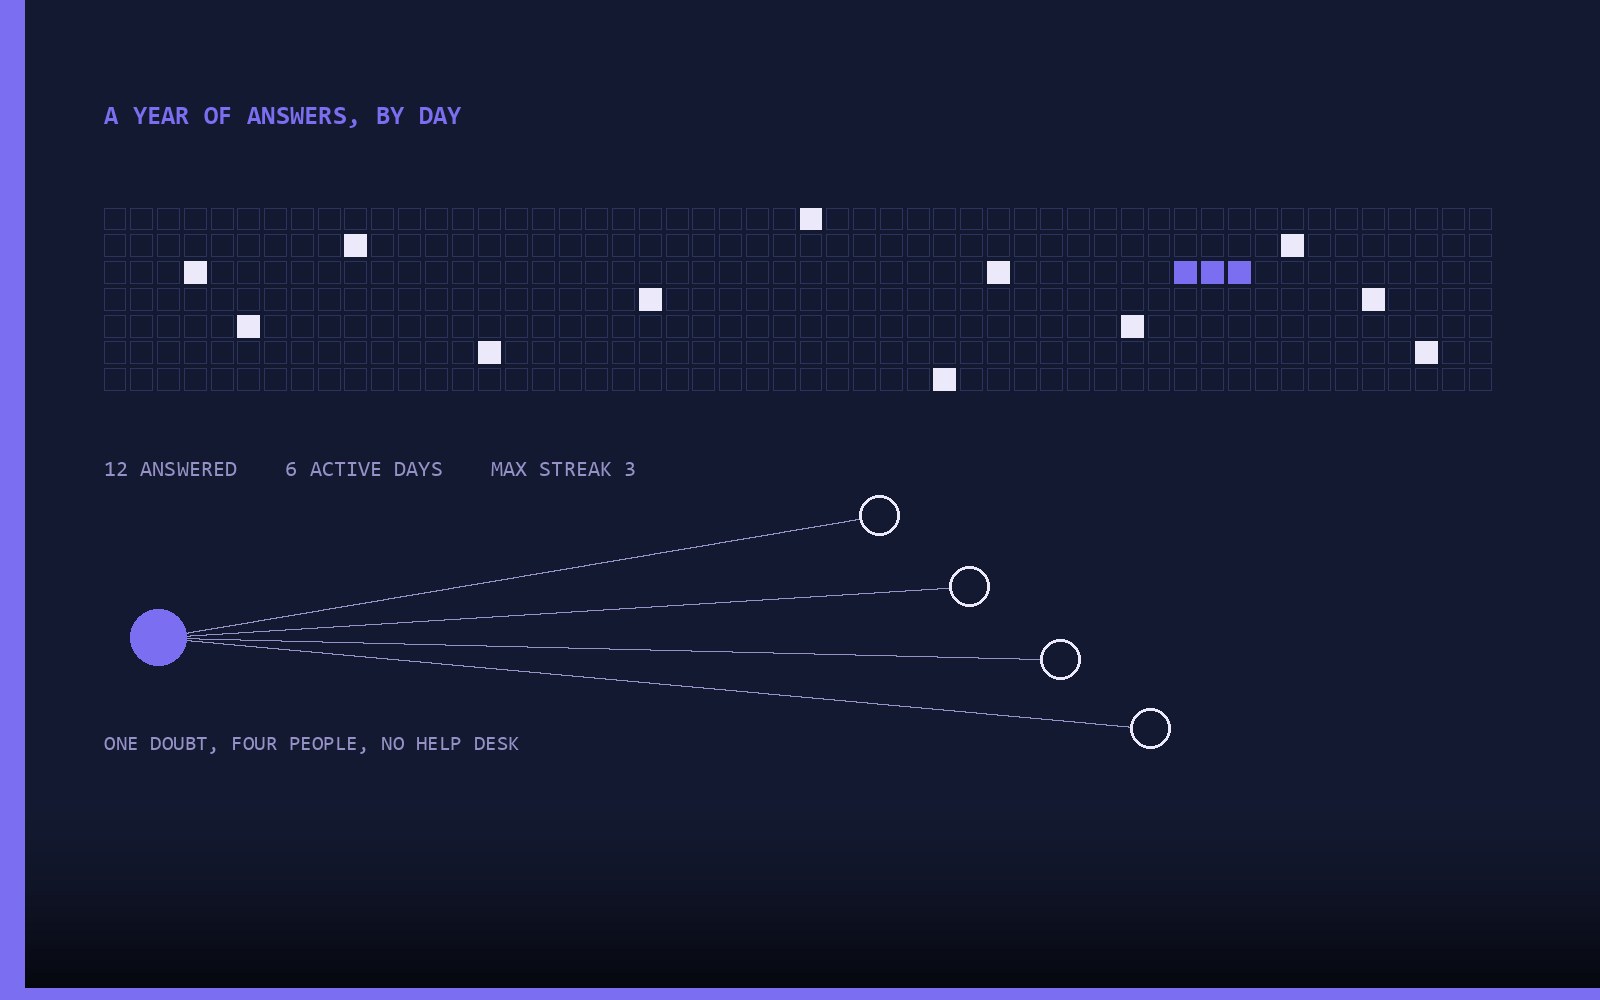 A YEAR OF ANSWERS, BY DAY
12 ANSWERED 6 ACTIVE DAYS MAX STREAK 3
ONE DOUBT, FOUR PEOPLE, NO HELP DESK